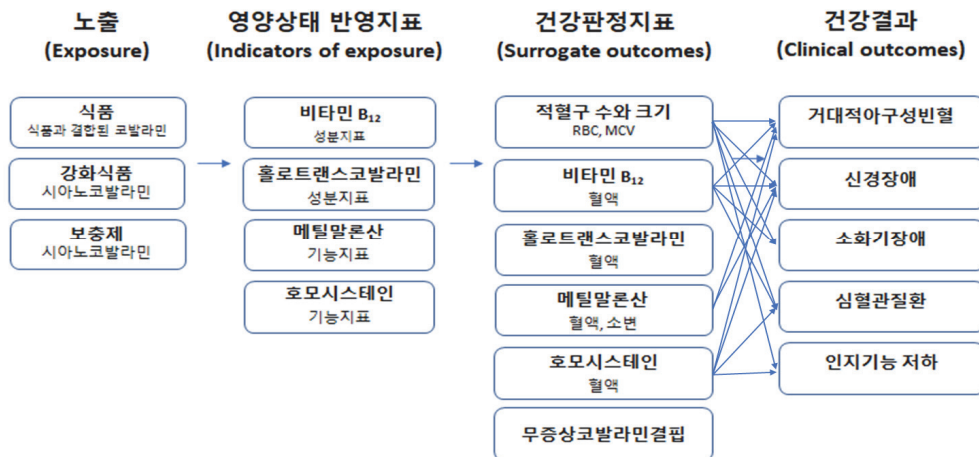 노출
(Exposure)
식품
식품과 결합된 코발라민
강화식품
시아노코발라민
보충제
시아노코발라민
영양상태 반영지표
(Indicators of exposure)
비타민 B₁₂
성분지표
홀로트랜스코발라민
성분지표
메틸말론산
기능지표
호모시스테인
기능지표
건강판정지표
(Surrogate outcomes)
적혈구 수와 크기
RBC, MCV
비타민 B₁₂
혈액
홀로트랜스코발라민
혈액
메틸말론산
혈액, 소변
호모시스테인
혈액
무증상코발라민결핍
건강결과
(Clinical outcomes)
거대적아구성빈혈
신경장애
소화기장애
심혈관질환
인지기능 저하